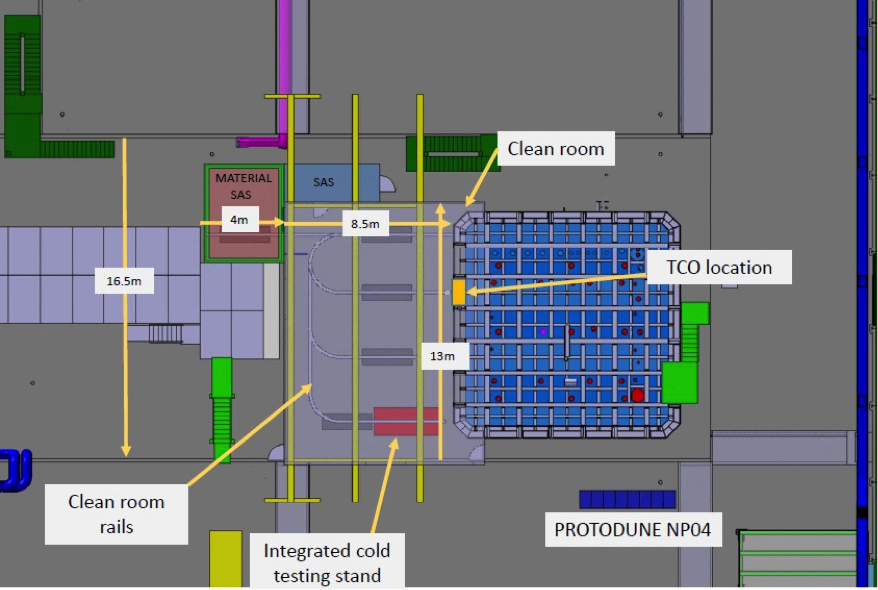 Clean room
MATERIAL
SAS
SAS
4m
8.5m
TCO location
16.5m
13m
Clean room
rails
Integrated cold
testing stand
PROTODUNE NP04